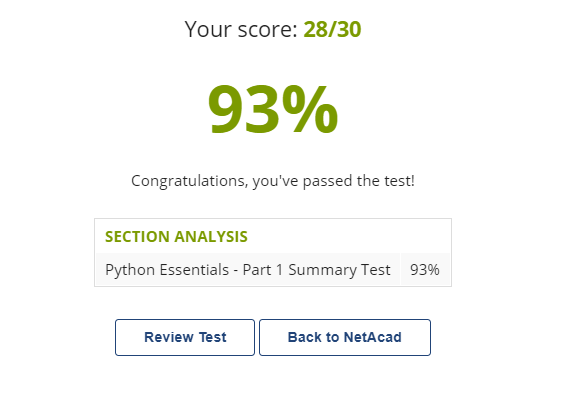 Your score: 28/30
93%
Congratulations, you've passed the test!
SECTION ANALYSIS
Python Essentials - Part 1 Summary Test 93%
Review Test Back to NetAcad